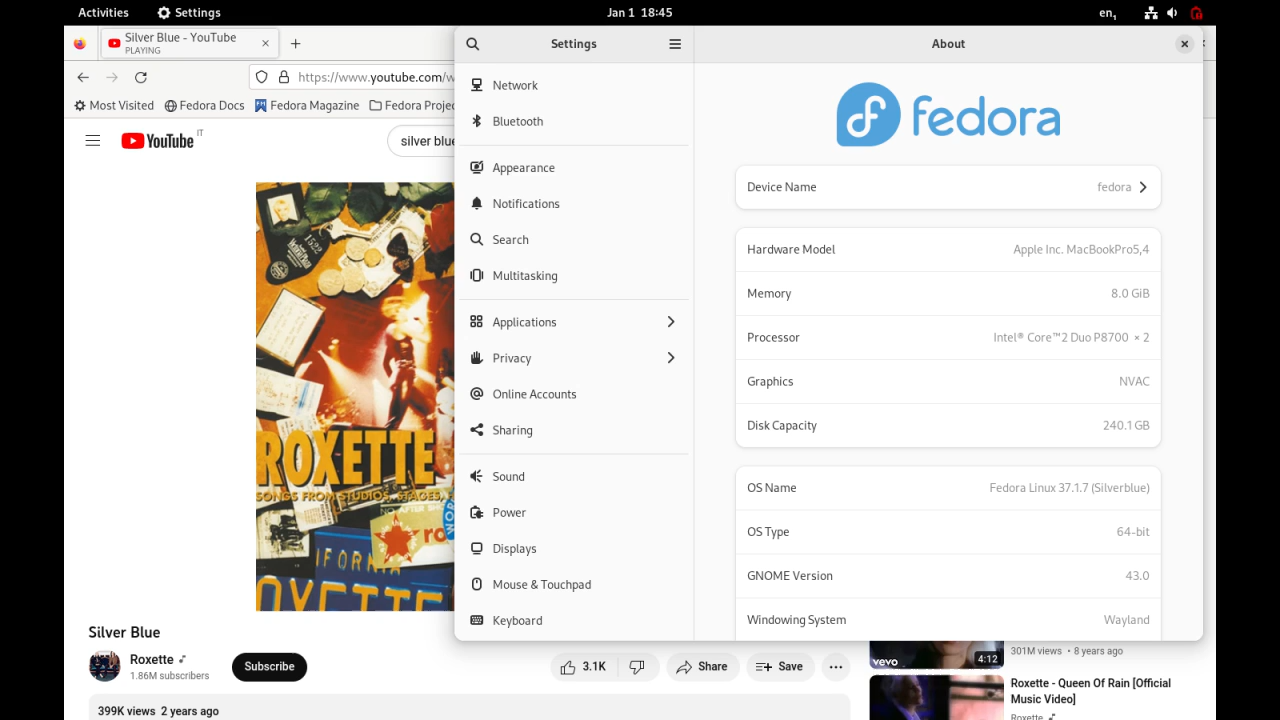 Activities
Settings
Jan 1 18:45
en₁
Silver Blue - YouTube
PLAYING
https://www.youtube.com/w
Most Visited
Fedora Docs
Fedora Magazine
Fedora Projec
YouTube IT
silver blue
ROXETTE
SONGS FROM STUDIOS, STAGES,
1522
Silver Blue
Roxette
1.86M subscribers
Subscribe
3.1K
Share
Save
399K views 2 years ago
Settings
Network
Bluetooth
Appearance
Notifications
Search
Multitasking
Applications
Privacy
Online Accounts
Sharing
Sound
Power
Displays
Mouse & Touchpad
Keyboard
About
fedora
Device Name fedora
Hardware Model Apple Inc. MacBookPro5,4
Memory 8.0 GiB
Processor Intel® Core™2 Duo P8700 × 2
Graphics NVAC
Disk Capacity 240.1 GB
OS Name Fedora Linux 37.1.7 (Silverblue)
OS Type 64-bit
GNOME Version 43.0
Windowing System Wayland
vevo
4:12
301M views • 8 years ago
Roxette - Queen Of Rain [Official
Music Video]
Roxette